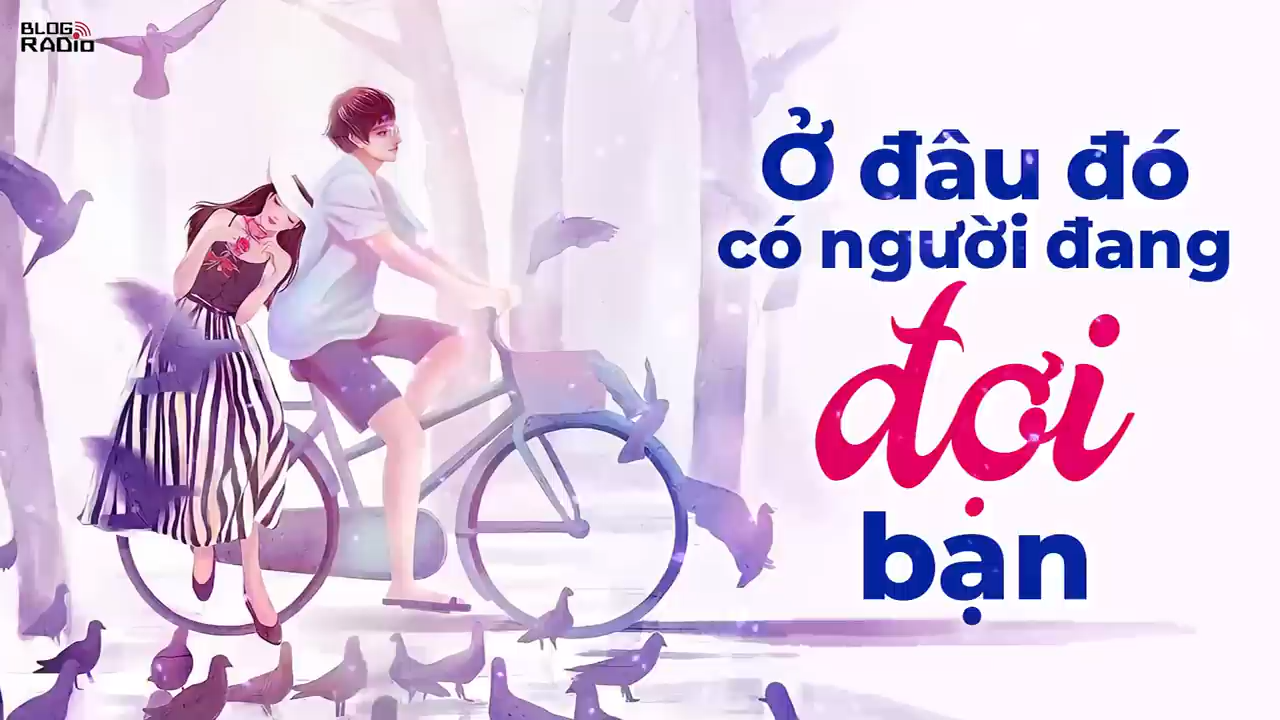 BLOG
RADIO
Ở đâu đó
có người đang
đợi
bạn